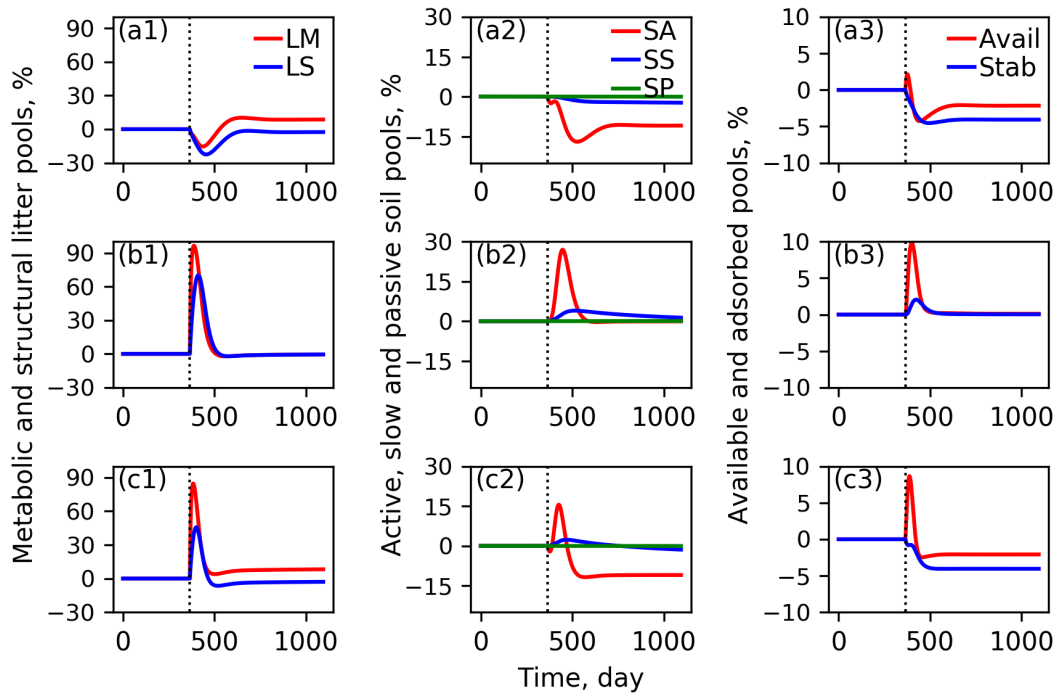 Metabolic and structural litter pools, %
Active, slow and passive soil pools, %
Available and adsorbed pools, %
(a1)
LM
LS
90
60
30
0
−30
0 500 1000
(a2)
SA
SS
SP
30
15
0
−15
0 500 1000
(a3)
Avail
Stab
10
5
0
−5
−10
0 500 1000
(b1)
90
60
30
0
−30
0 500 1000
(b2)
30
15
0
−15
0 500 1000
(b3)
10
5
0
−5
−10
0 500 1000
(c1)
90
60
30
0
−30
0 500 1000
(c2)
30
15
0
−15
0 500 1000
(c3)
10
5
0
−5
−10
0 500 1000
Time, day